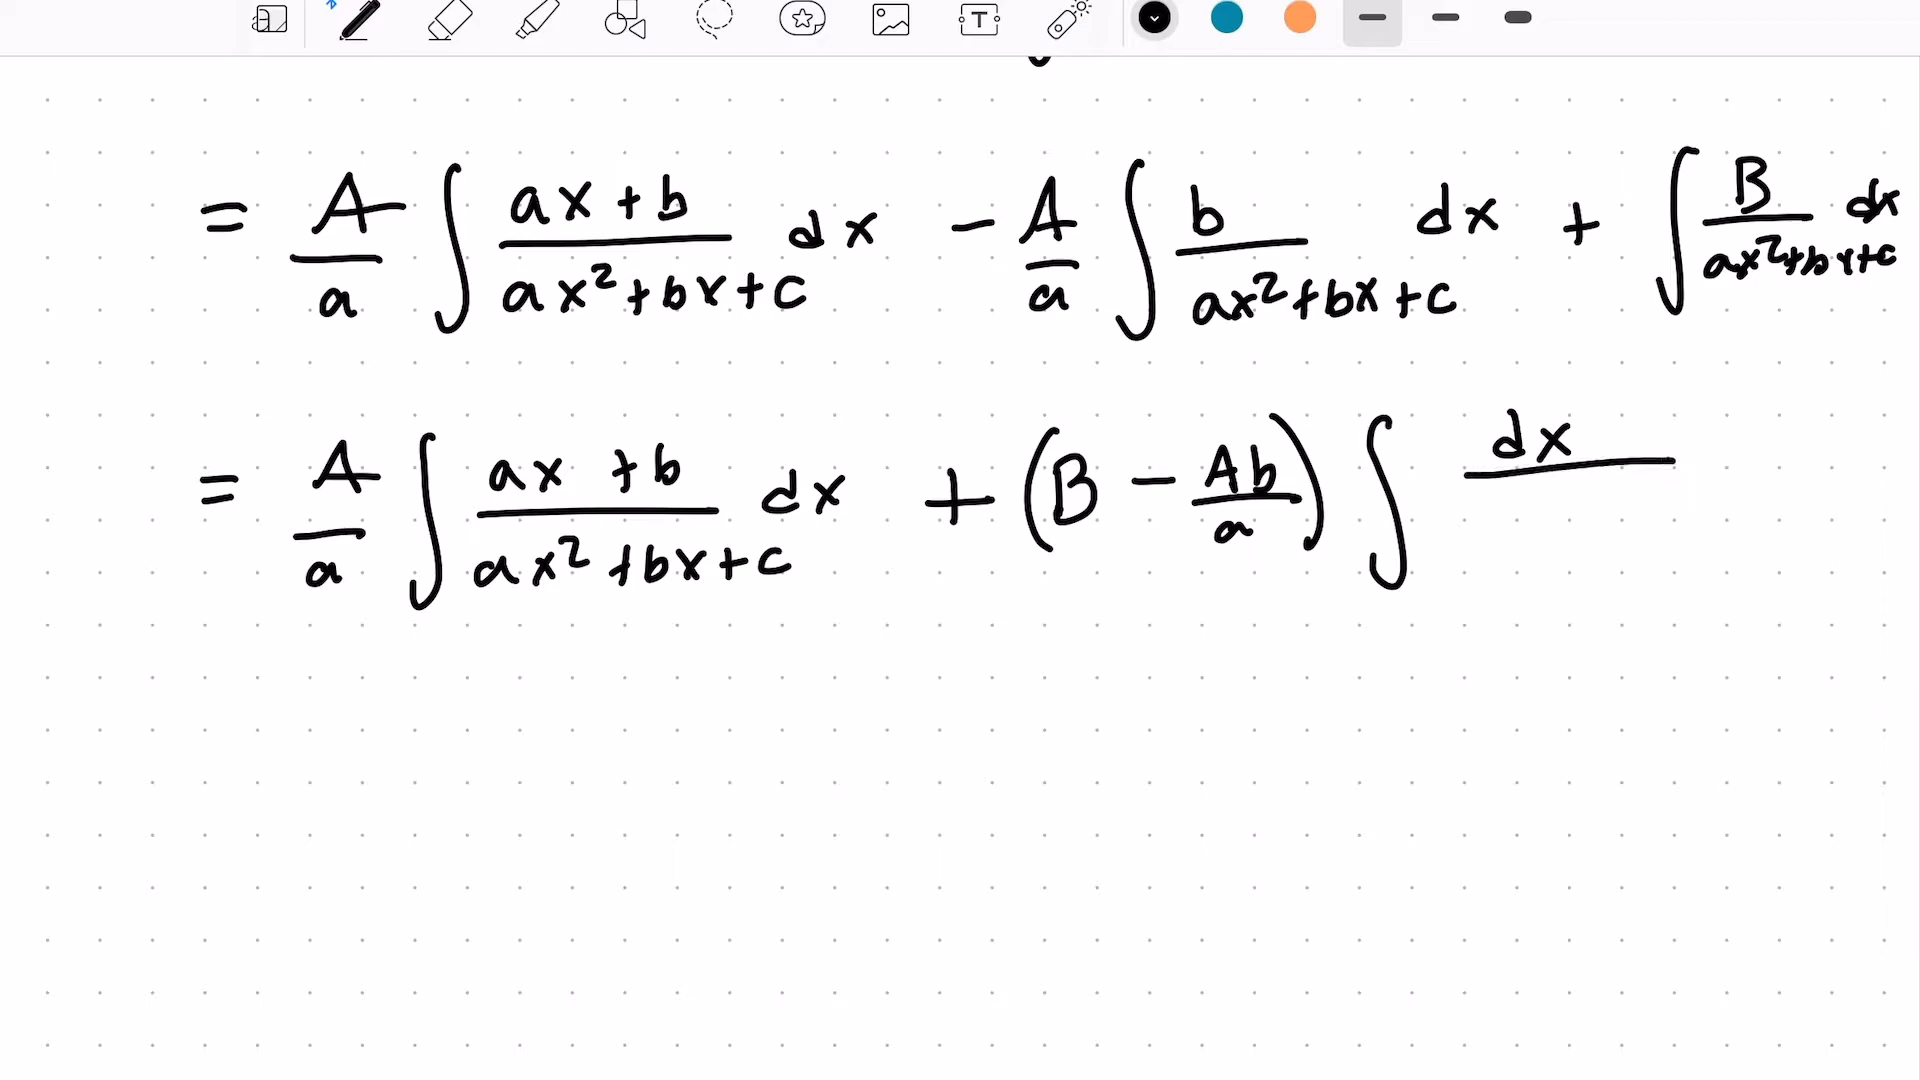 = A/a ∫ (ax+b)/(ax²+bx+c) dx − A/a ∫ b/(ax²+bx+c) dx + ∫ B/(ax²+bx+c) dx
= A/a ∫ (ax+b)/(ax²+bx+c) dx + (B − Ab/a) ∫ dx/